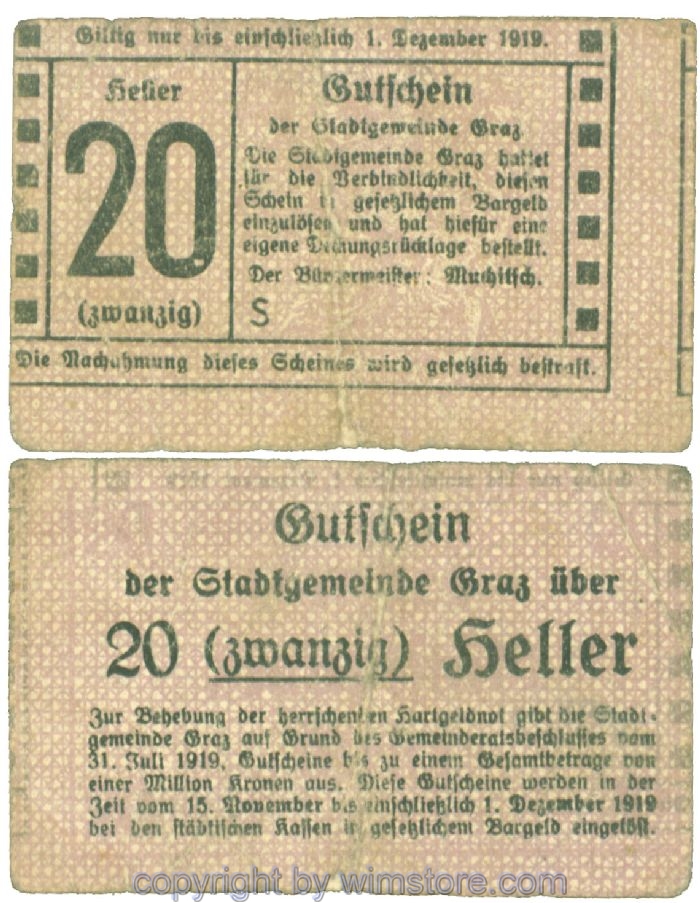 Giltig nur bis einschließlich 1. Dezember 1919.
Heller
20
(zwanzig)
Gutschein
der Stadtgemeinde Graz
Die Stadtgemeinde Graz haftet
für die Verbindlichkeit, diesen
Schein in gesetzlichem Bargeld
einzulösen und hat hiefür eine
eigene Deckungsrücklage bestellt.
Der Bürgermeister: Muchitsch.
S
Die Nachahmung dieses Scheines wird gesetzlich bestraft.
Gutschein
der Stadtgemeinde Graz über
20 (zwanzig) Heller
Zur Behebung der herrschenden Hartgeldnot gibt die Stadt-
gemeinde Graz auf Grund des Gemeinderatsbeschlusses vom
31. Juli 1919, Gutscheine bis zu einem Gesamtbetrage von
einer Million Kronen aus. Diese Gutscheine werden in der
Zeit vom 15. November bis einschließlich 1. Dezember 1919
bei den städtischen Kassen in gesetzlichem Bargeld eingelöst.
copyright by wimstore.com